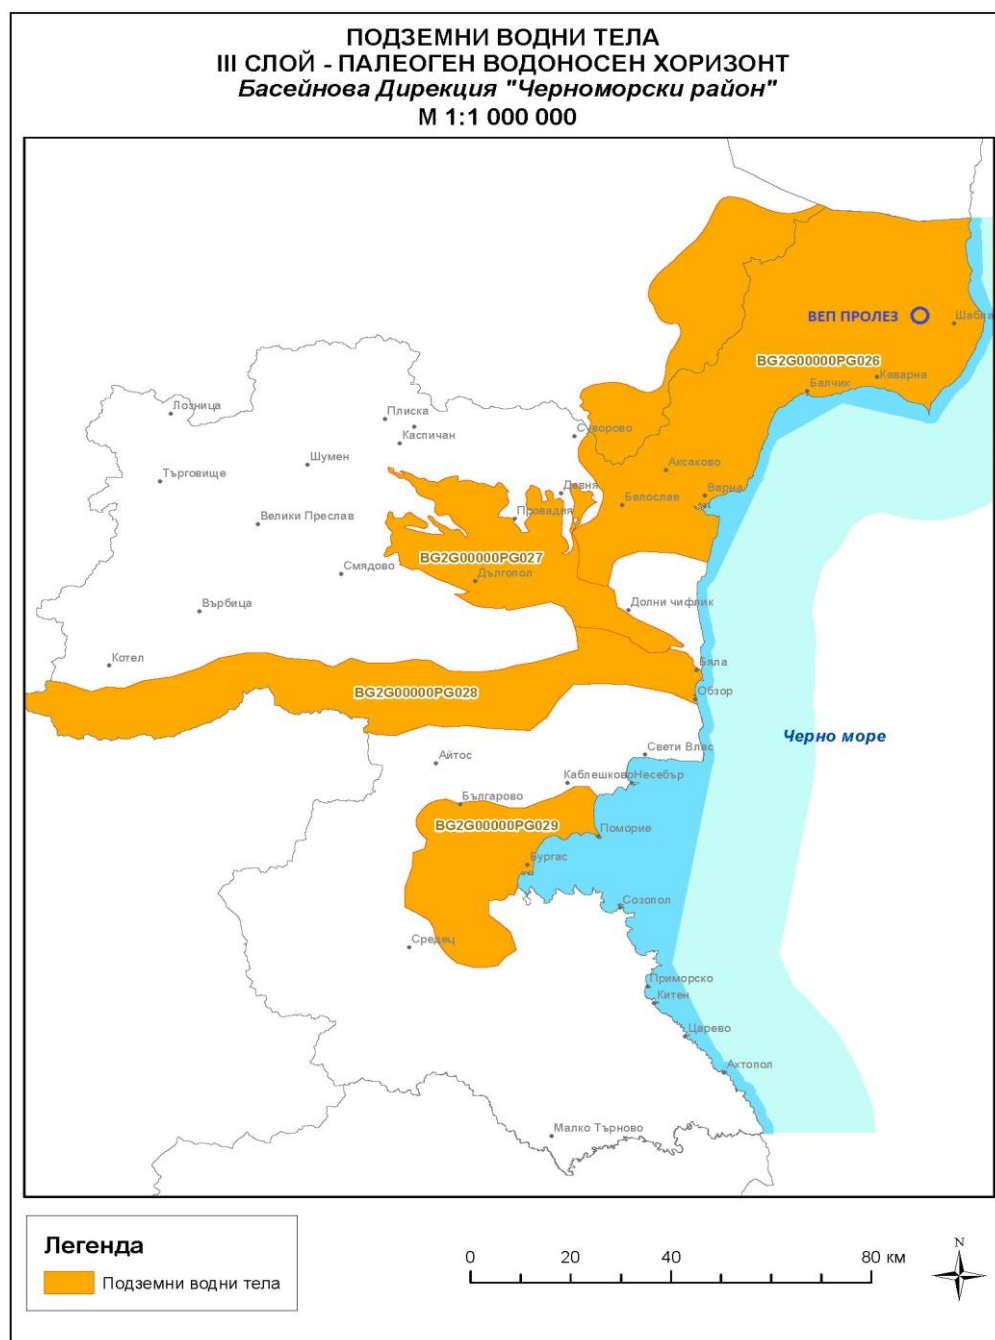 ПОДЗЕМНИ ВОДНИ ТЕЛА
III СЛОЙ - ПАЛЕОГЕН ВОДОНОСЕН ХОРИЗОНТ
Басейнова Дирекция "Черноморски район"
М 1:1 000 000
ВЕП ПРОЛЕЗ
Шабла
BG2G00000PG026
Каварна
Балчик
Лозница
Плиска
Каспичан
Суворово
Шумен
Търговище
Аксаково
Девня
Варна
Белослав
Провадия
Велики Преслав
BG2G00000PG027
Смядово
Дългопол
Върбица
Долни чифлик
Котел
Бяла
BG2G00000PG028
Обзор
Черно море
Свети Влас
Айтос
Каблешково
Несебър
Българово
BG2G00000PG029
Поморие
Бургас
Созопол
Средец
Приморско
Китен
Царево
Ахтопол
Малко Търново
Легенда
Подземни водни тела
0 20 40 80 км
N